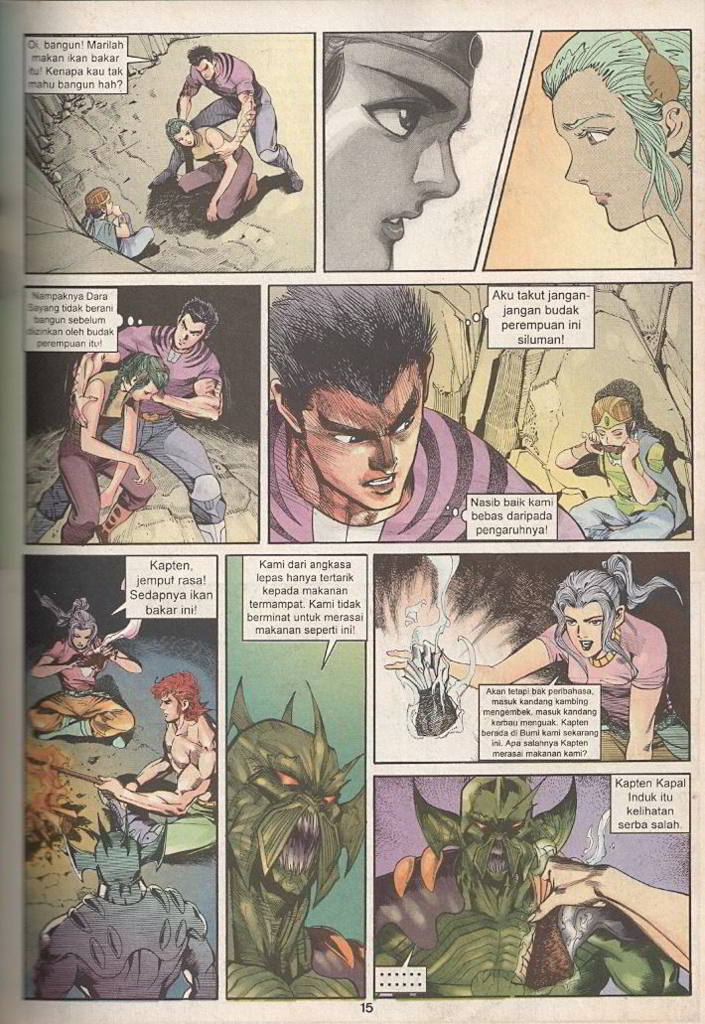 Oi, bangun! Marilah
makan ikan bakar
itu! Kenapa kau tak
mahu bangun hah?
Nampaknya Dara
Sayang tidak berani
bangun sebelum
diizinkan oleh budak
perempuan itu!
Aku takut jangan-
jangan budak
perempuan ini
siluman!
Nasib baik kami
bebas daripada
pengaruhnya!
Kapten,
jemput rasa!
Sedapnya ikan
bakar ini!
Kami dari angkasa
lepas hanya tertarik
kepada makanan
termampat. Kami tidak
berminat untuk merasai
makanan seperti ini!
Akan tetapi bak peribahasa,
masuk kandang kambing
mengembek, masuk kandang
kerbau menguak. Kapten
berada di Bumi kami sekarang
ini. Apa salahnya Kapten
merasai makanan kami?
Kapten Kapal
Induk itu
kelihatan
serba salah.
15